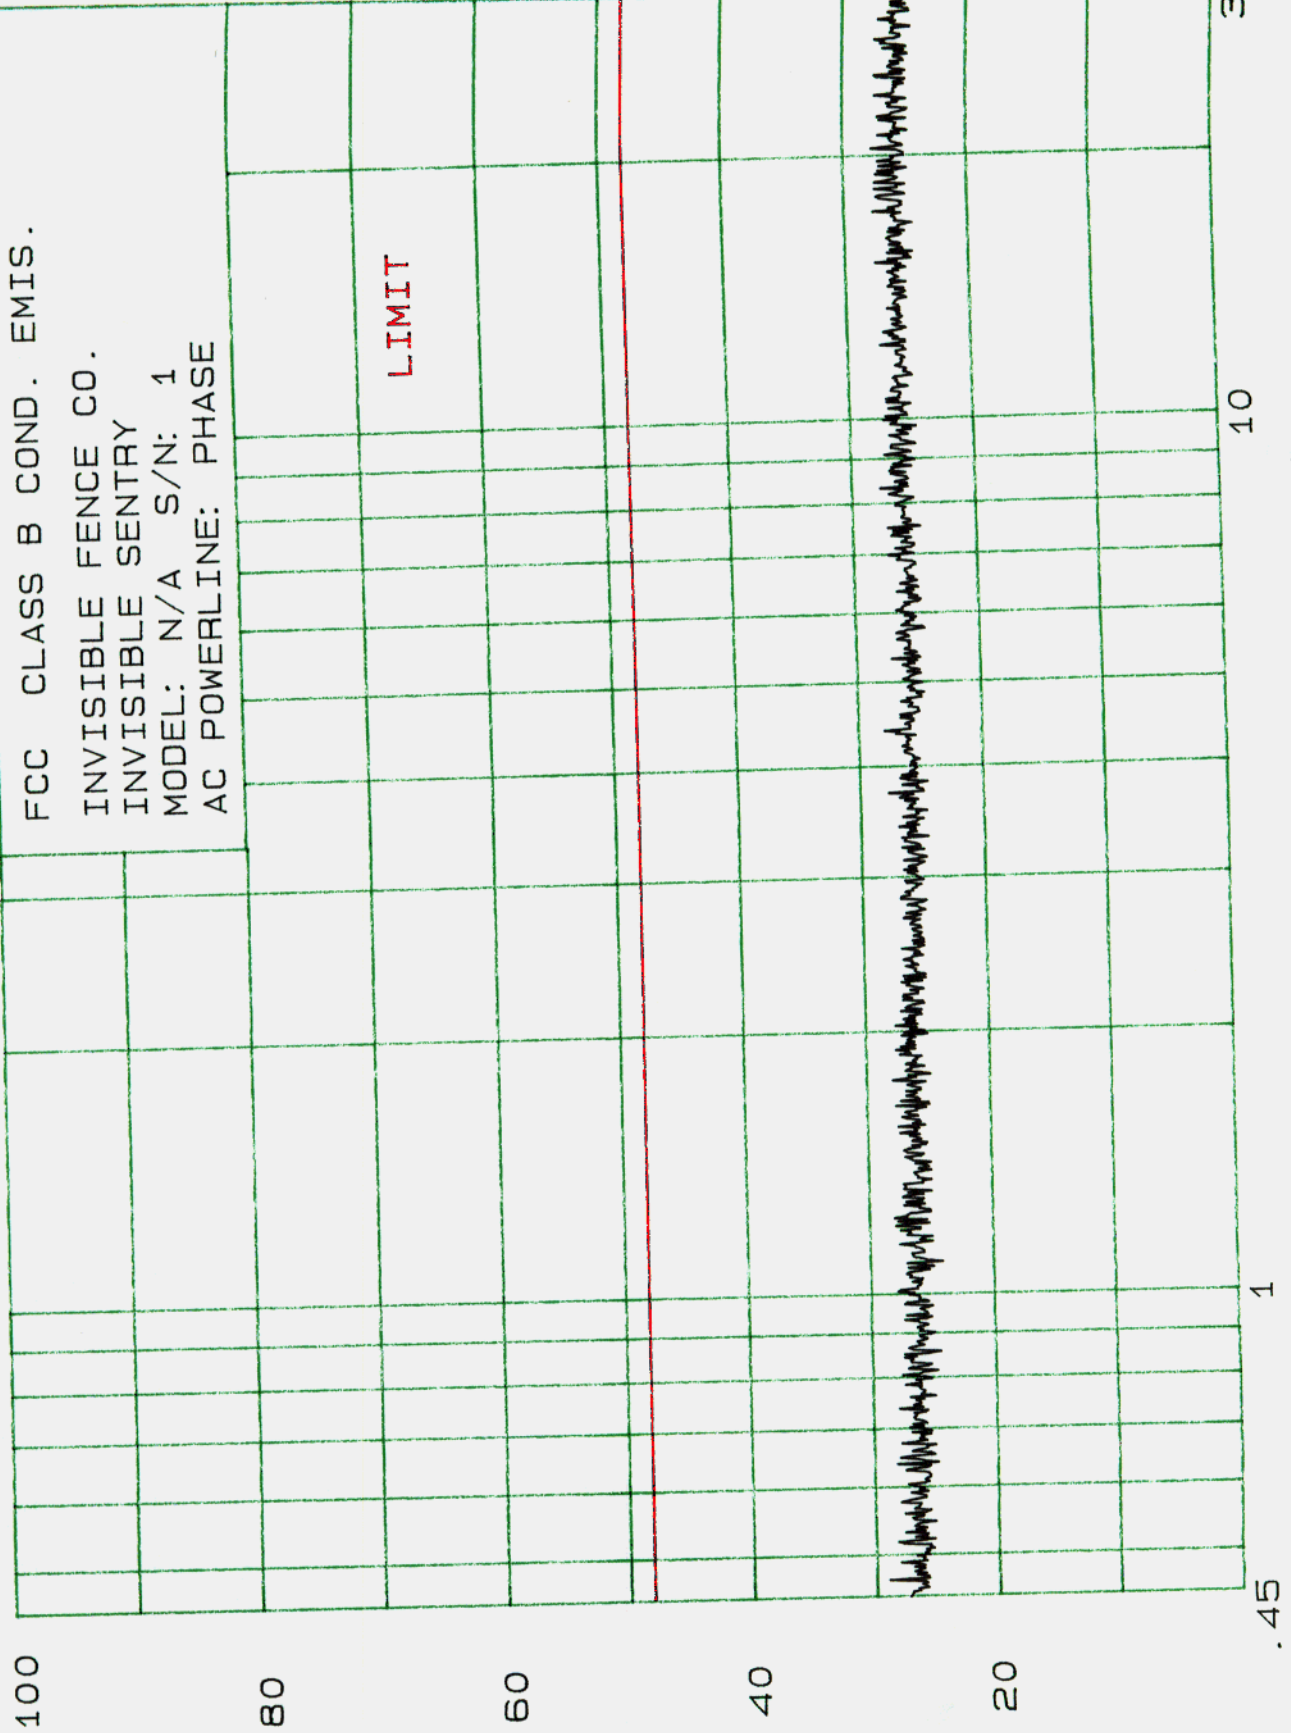 FCC CLASS B COND. EMIS.
INVISIBLE FENCE CO.
INVISIBLE SENTRY
MODEL: N/A S/N: 1
AC POWERLINE: PHASE
LIMIT
100
80
60
40
20
.45
1
10